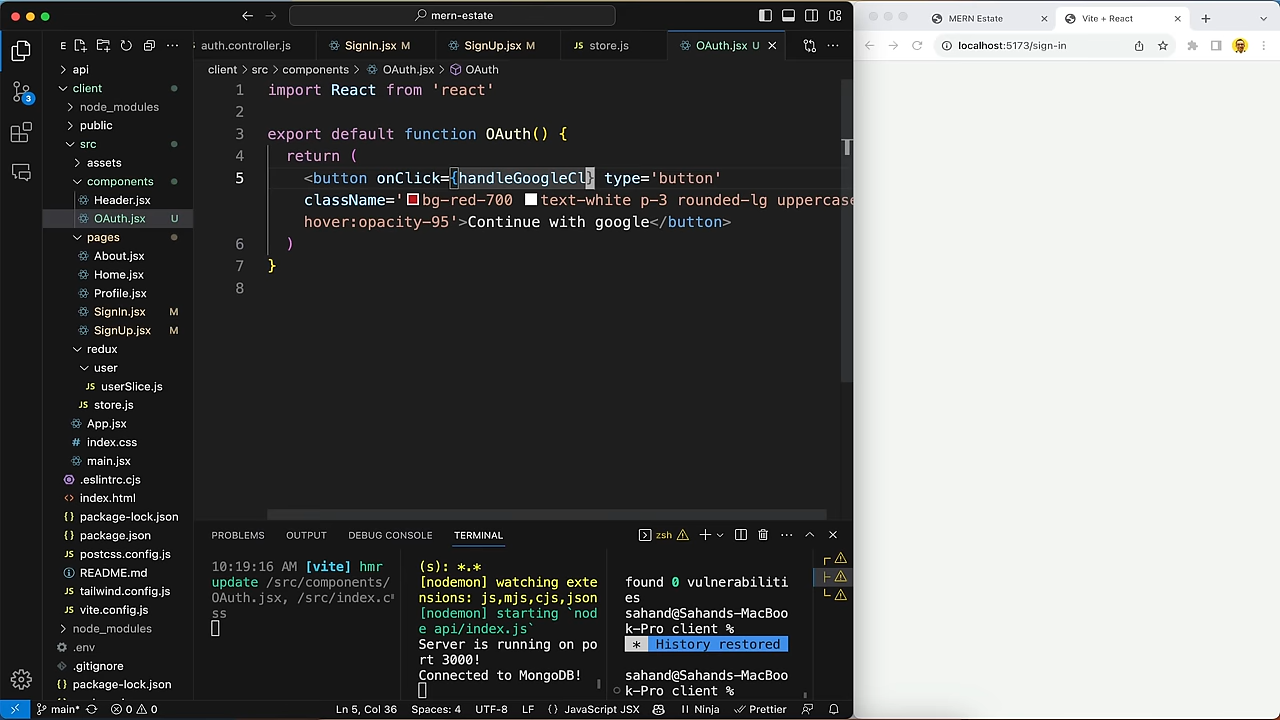 mern-estate
auth.controller.js
SignIn.jsx M
SignUp.jsx M
JS store.js
OAuth.jsx U
MERN Estate
Vite + React
localhost:5173/sign-in
client > src > components > OAuth.jsx > OAuth
E
api
client
node_modules
public
src
assets
components
Header.jsx
OAuth.jsx U
pages
About.jsx
Home.jsx
Profile.jsx
SignIn.jsx M
SignUp.jsx M
redux
user
JS userSlice.js
JS store.js
App.jsx
# index.css
main.jsx
.eslintrc.cjs
<> index.html
{} package-lock.json
{} package.json
JS postcss.config.js
README.md
JS tailwind.config.js
JS vite.config.js
node_modules
.env
.gitignore
{} package-lock.json
3
1 import React from 'react'
2
3 export default function OAuth() {
4 return (
5 <button onClick={handleGoogleCl} type='button'
className='bg-red-700 text-white p-3 rounded-lg uppercase
hover:opacity-95'>Continue with google</button>
6 )
7 }
8
PROBLEMS OUTPUT DEBUG CONSOLE TERMINAL
zsh
10:19:16 AM [vite] hmr
update /src/components/
OAuth.jsx, /src/index.c
ss
(s): *.*
[nodemon] watching exte
nsions: js,mjs,cjs,json
[nodemon] starting `nod
e api/index.js`
Server is running on po
rt 3000!
Connected to MongoDB!
found 0 vulnerabiliti
es
sahand@Sahands-MacBoo
k-Pro client %
* History restored
sahand@Sahands-MacBoo
k-Pro client %
main* 0 0
Ln 5, Col 36
Spaces: 4
UTF-8
LF
{} JavaScript JSX
Ninja
Prettier